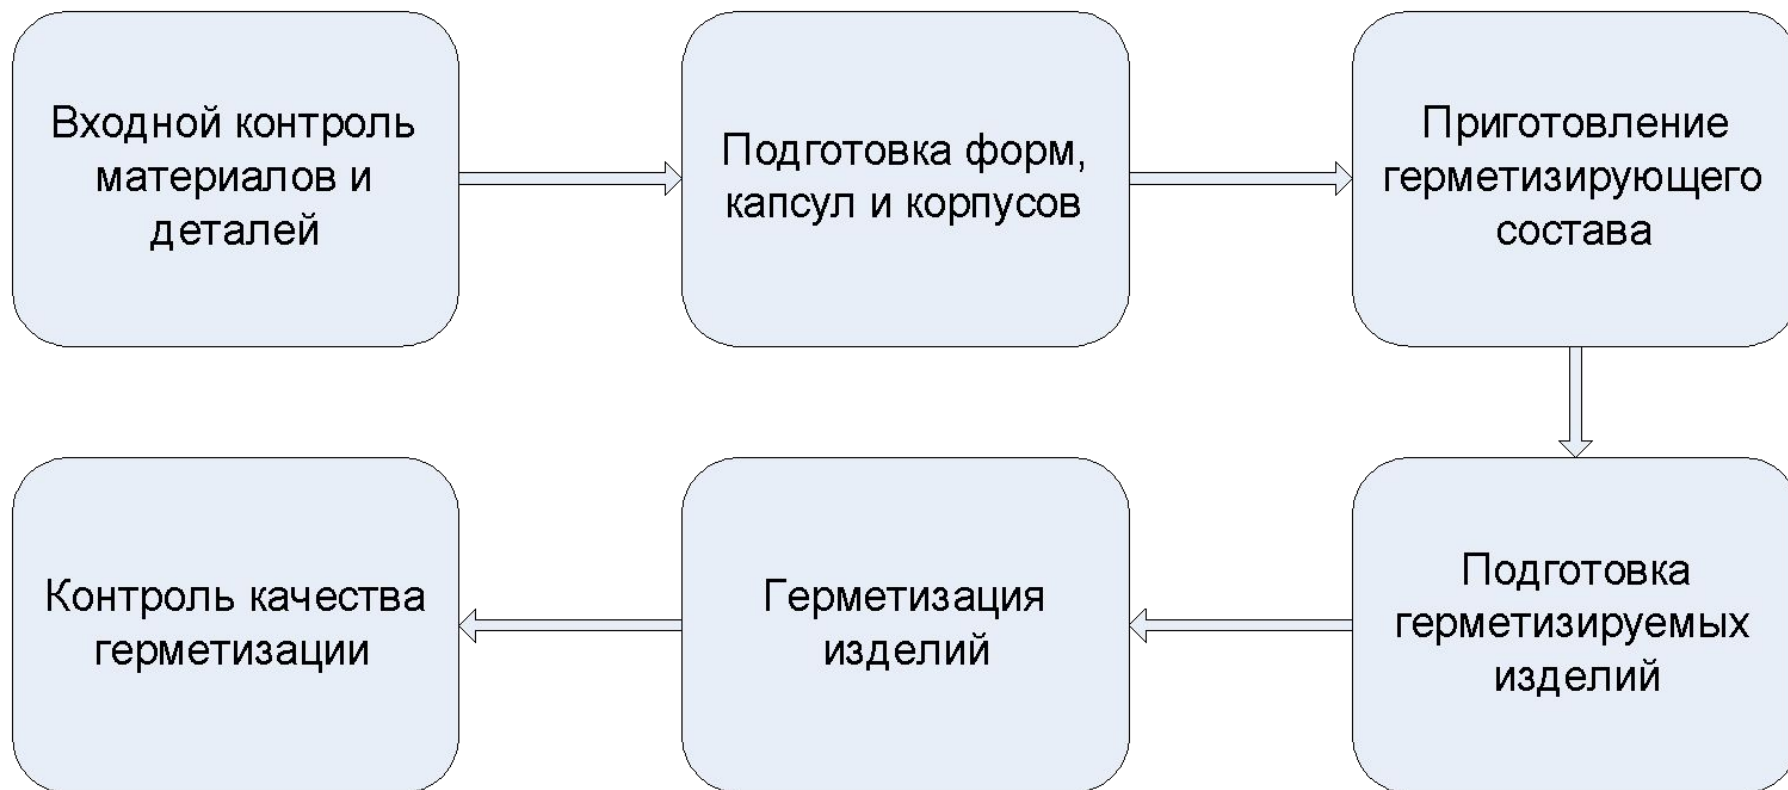 Входной контроль
материалов и
деталей
Подготовка форм,
капсул и корпусов
Приготовление
герметизирующего
состава
Подготовка
герметизируемых
изделий
Герметизация
изделий
Контроль качества
герметизации